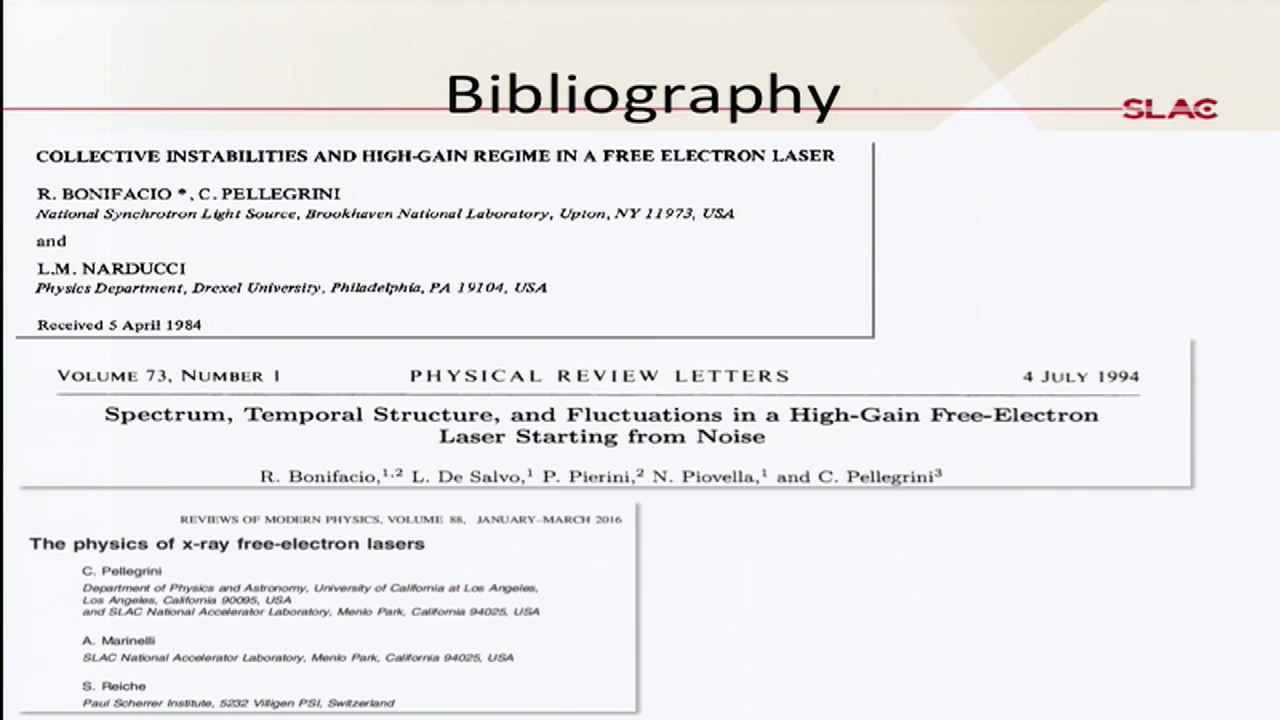 Bibliography
SLAC
COLLECTIVE INSTABILITIES AND HIGH-GAIN REGIME IN A FREE ELECTRON LASER
R. BONIFACIO *, C. PELLEGRINI
National Synchrotron Light Source, Brookhaven National Laboratory, Upton, NY 11973, USA
and
L.M. NARDUCCI
Physics Department, Drexel University, Philadelphia, PA 19104, USA
Received 5 April 1984
VOLUME 73, NUMBER 1 PHYSICAL REVIEW LETTERS 4 JULY 1994
Spectrum, Temporal Structure, and Fluctuations in a High-Gain Free-Electron
Laser Starting from Noise
R. Bonifacio,1,2 L. De Salvo,1 P. Pierini,2 N. Piovella,1 and C. Pellegrini3
REVIEWS OF MODERN PHYSICS, VOLUME 88, JANUARY–MARCH 2016
The physics of x-ray free-electron lasers
C. Pellegrini
Department of Physics and Astronomy, University of California at Los Angeles,
Los Angeles, California 90095, USA
and SLAC National Accelerator Laboratory, Menlo Park, California 94025, USA
A. Marinelli
SLAC National Accelerator Laboratory, Menlo Park, California 94025, USA
S. Reiche
Paul Scherrer Institute, 5232 Villigen PSI, Switzerland